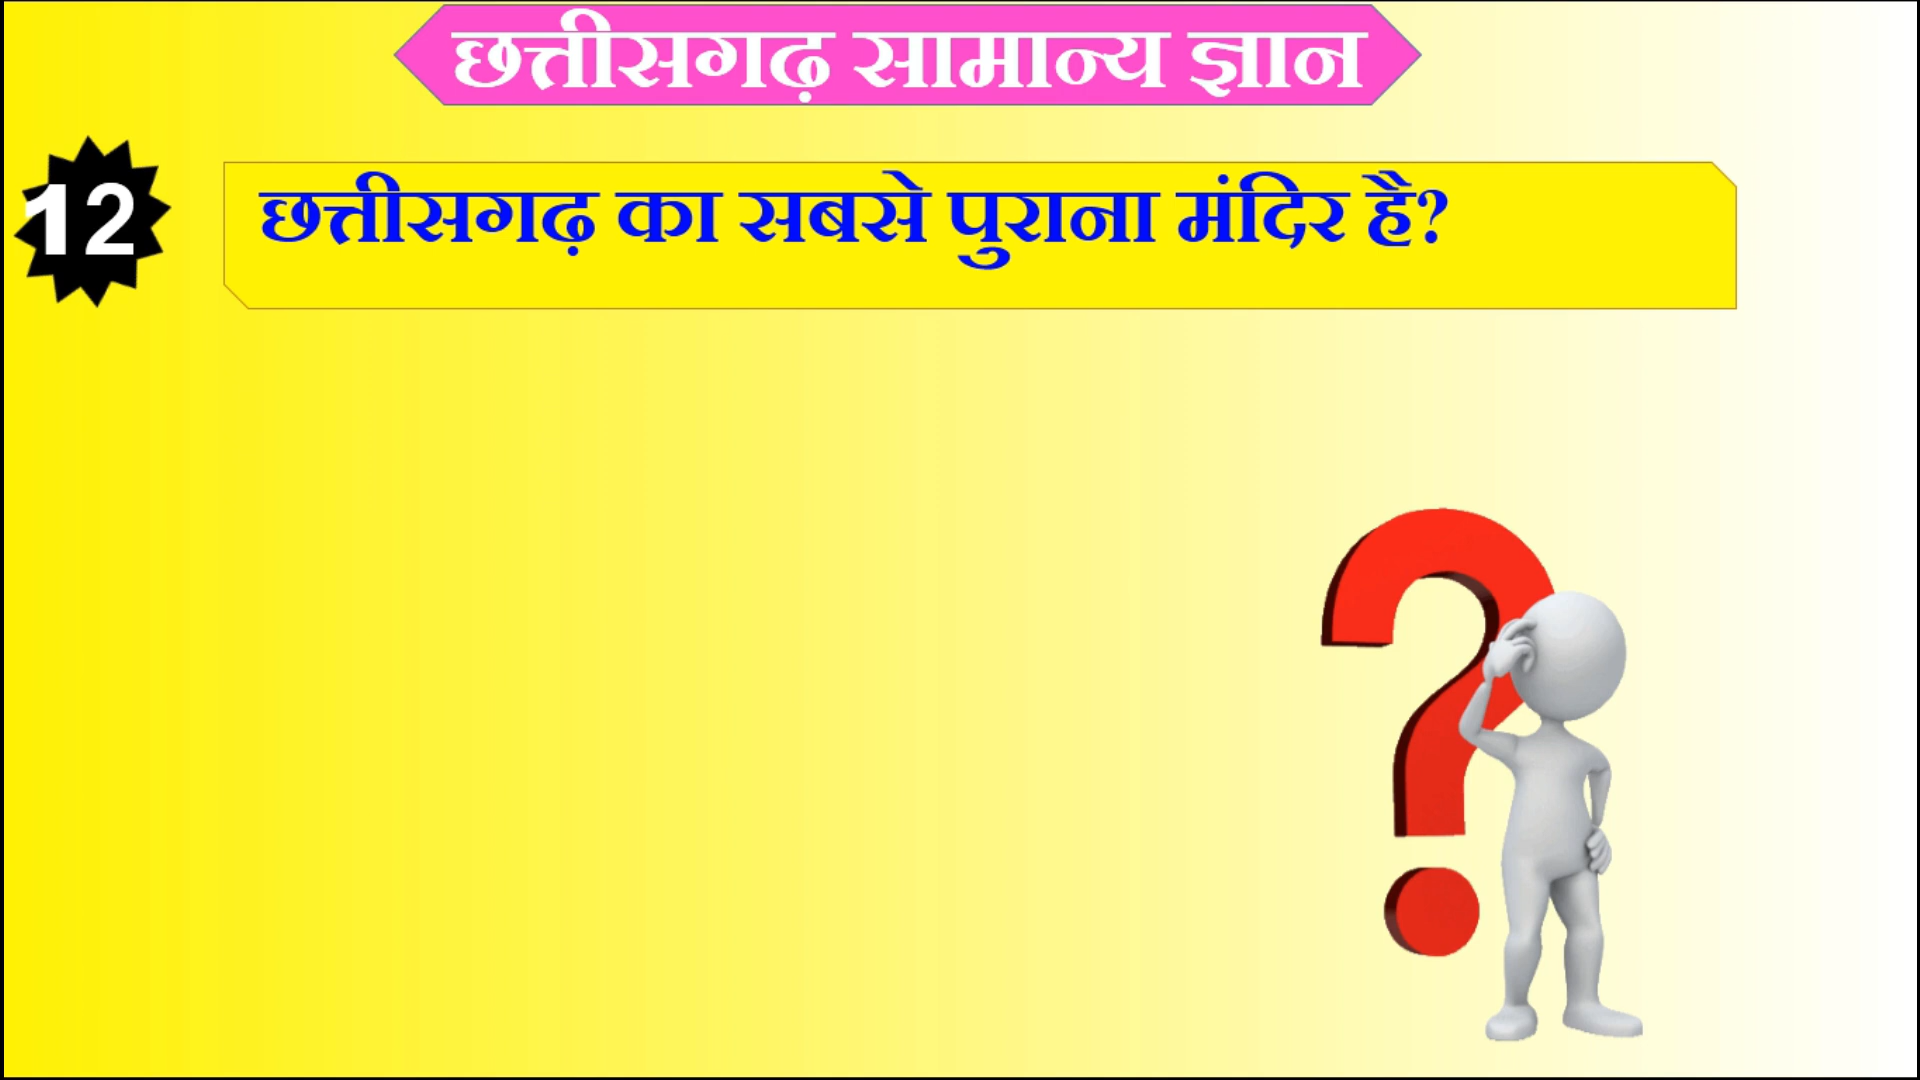 छत्तीसगढ़ सामान्य ज्ञान
12
छत्तीसगढ़ का सबसे पुराना मंदिर है?